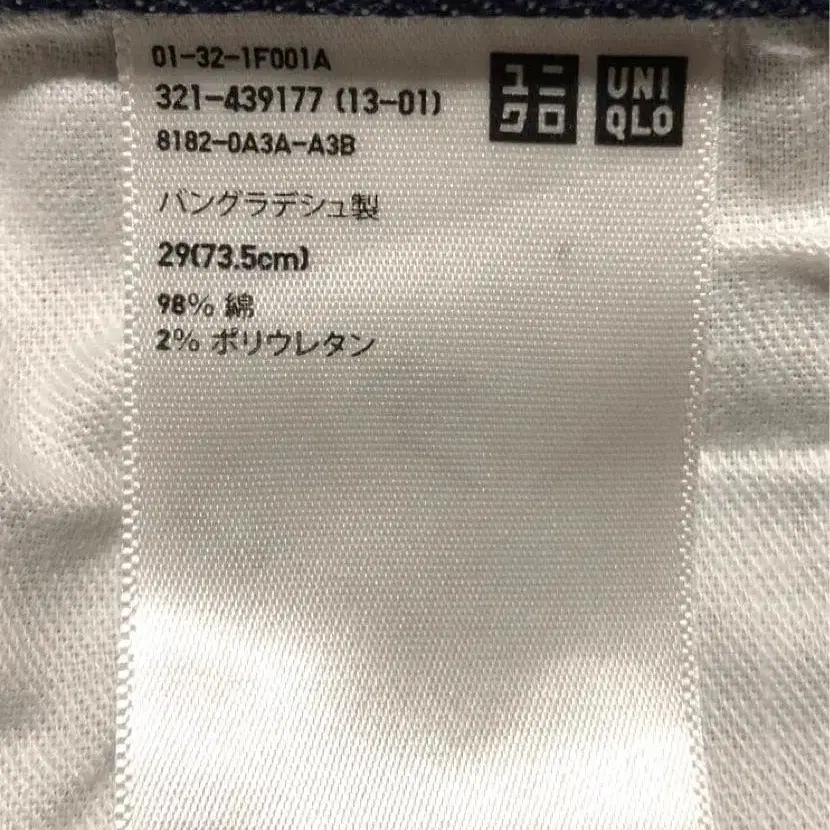 01-32-1F001A
321-439177 (13-01)
8182-0A3A-A3B
ユニ
クロ
UNI
QLO
バングラデシュ製
29(73.5cm)
98% 綿
2% ポリウレタン